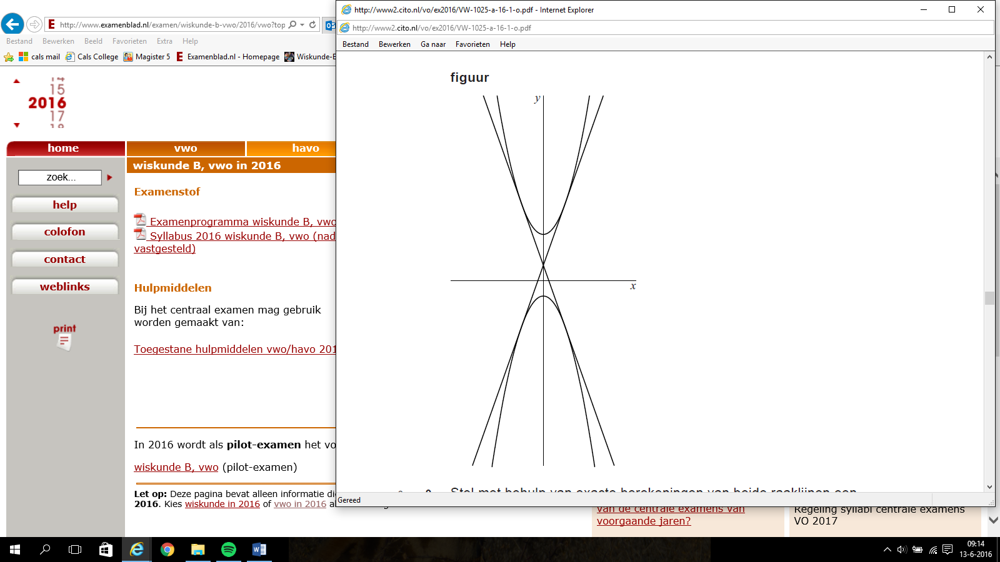 http://www2.cito.nl/vo/ex2016/VW-1025-a-16-1-o.pdf - Internet Explorer
http://www.examenblad.nl/examen/wiskunde-b-vwo/2016/vwo?top
http://www2.cito.nl/vo/ex2016/VW-1025-a-16-1-o.pdf
Bestand Bewerken Beeld Favorieten Extra Help
Bestand Bewerken Ga naar Favorieten Help
cals mail Cals College Magister 5 Examenblad.nl - Homepage Wiskunde-E
14
15
2016
17
18
figuur
y
x
home vwo havo
wiskunde B, vwo in 2016
zoek...
help
colofon
contact
weblinks
print
Examenstof
Examenprogramma wiskunde B, vwo
Syllabus 2016 wiskunde B, vwo (nad
vastgesteld)
Hulpmiddelen
Bij het centraal examen mag gebruik
worden gemaakt van:
Toegestane hulpmiddelen vwo/havo 201
In 2016 wordt als pilot-examen het vo
wiskunde B, vwo (pilot-examen)
Let op: Deze pagina bevat alleen informatie di
2016. Kies wiskunde in 2016 of vwo in 2016 a
Stel met behulp van exacte berekeningen van beide raaklijnen een
Gereed
van de centrale examens van
voorgaande jaren?
Regeling syllabi centrale examens
VO 2017
09:14
13-6-2016